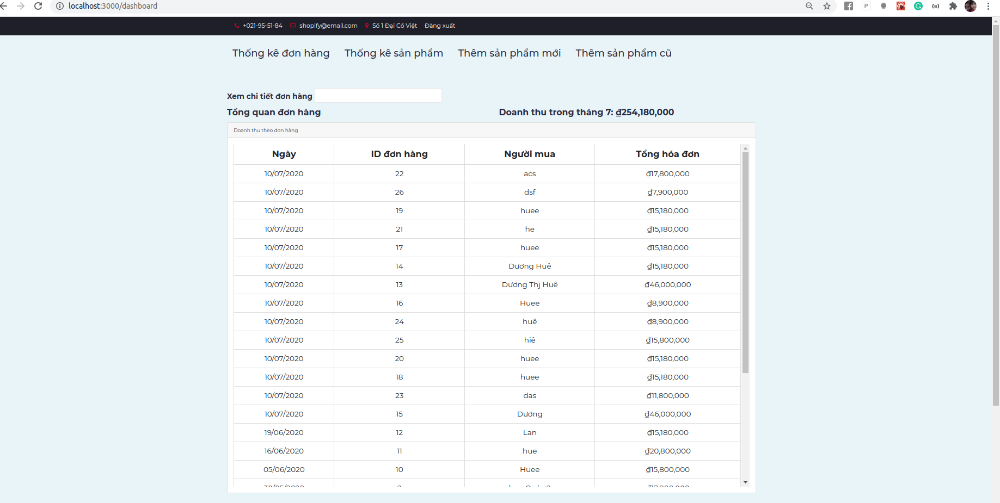 localhost:3000/dashboard
+021-95-51-84 shopify@email.com Số 1 Đại Cồ Việt Đăng xuất
Thống kê đơn hàng Thống kê sản phẩm Thêm sản phẩm mới Thêm sản phẩm cũ
Xem chi tiết đơn hàng
Tổng quan đơn hàng Doanh thu trong tháng 7: ₫254,180,000
Doanh thu theo đơn hàng
Ngày ID đơn hàng Người mua Tổng hóa đơn
10/07/2020 22 acs ₫17,800,000
10/07/2020 26 dsf ₫7,900,000
10/07/2020 19 huee ₫15,180,000
10/07/2020 21 he ₫15,180,000
10/07/2020 17 huee ₫15,180,000
10/07/2020 14 Dương Huê ₫15,180,000
10/07/2020 13 Dương Thj Huê ₫46,000,000
10/07/2020 16 Huee ₫8,900,000
10/07/2020 24 huê ₫8,900,000
10/07/2020 25 hiê ₫15,800,000
10/07/2020 20 huee ₫15,180,000
10/07/2020 18 huee ₫15,180,000
10/07/2020 23 das ₫11,800,000
10/07/2020 15 Dương ₫46,000,000
19/06/2020 12 Lan ₫15,180,000
16/06/2020 11 hue ₫20,800,000
05/06/2020 10 Huee ₫15,800,000